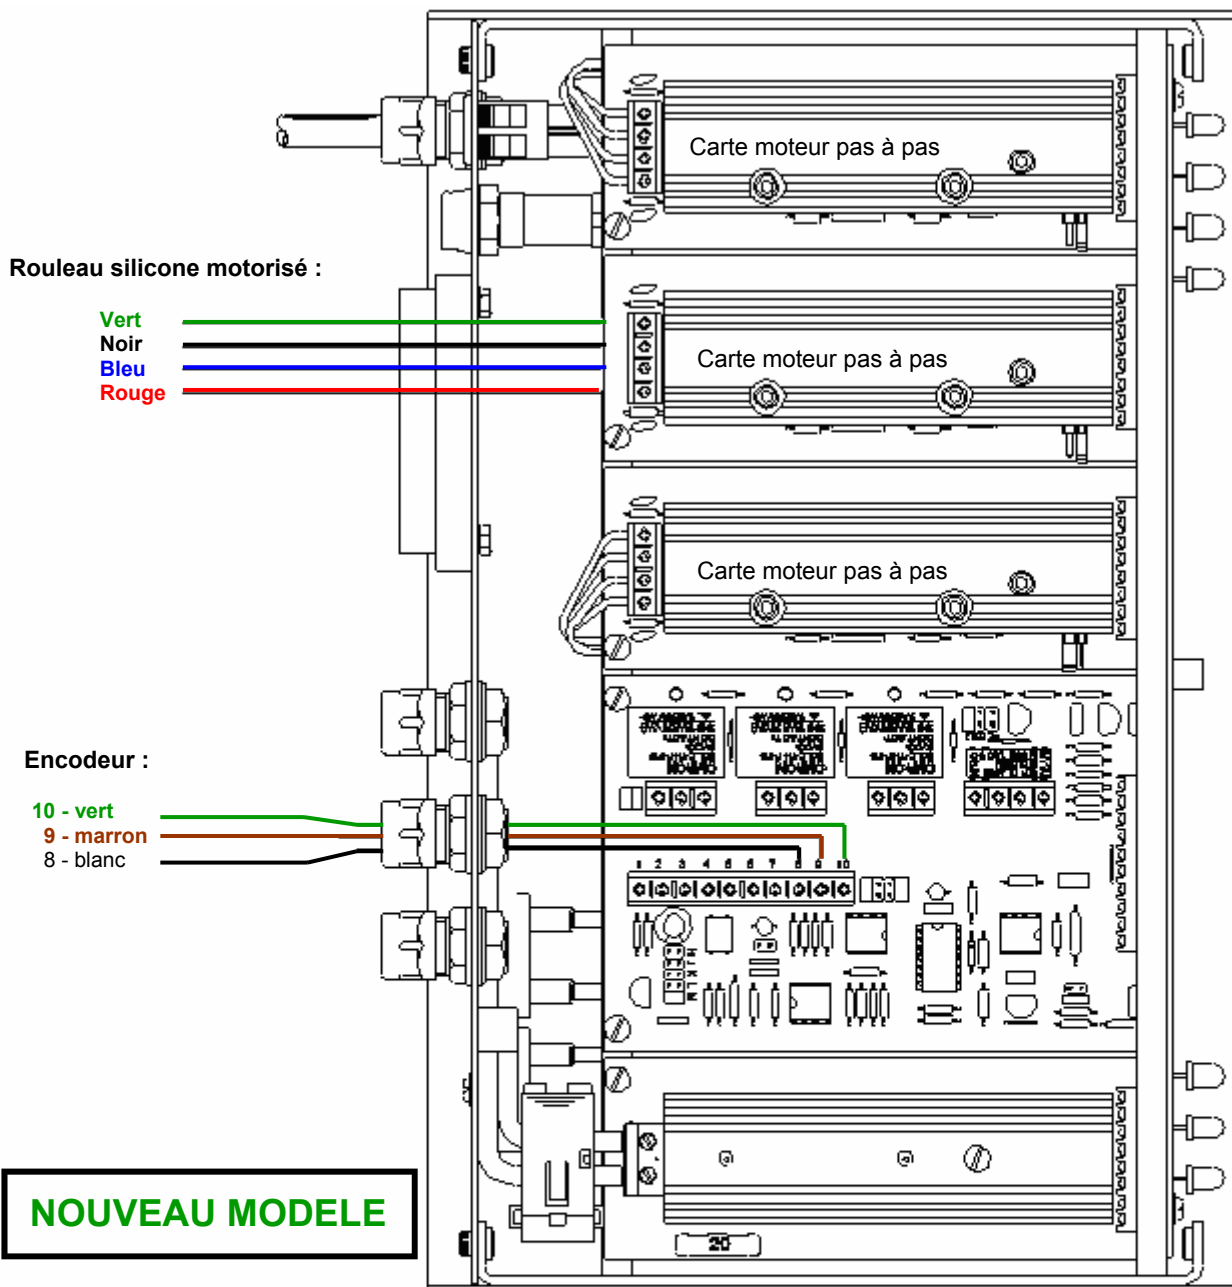 Carte moteur pas à pas
Rouleau silicone motorisé :
Vert
Noir
Bleu
Rouge
Carte moteur pas à pas
Carte moteur pas à pas
Encodeur :
10 - vert
9 - marron
8 - blanc
1 2 3 4 5 6 7 8 9 10
NOUVEAU MODELE
20